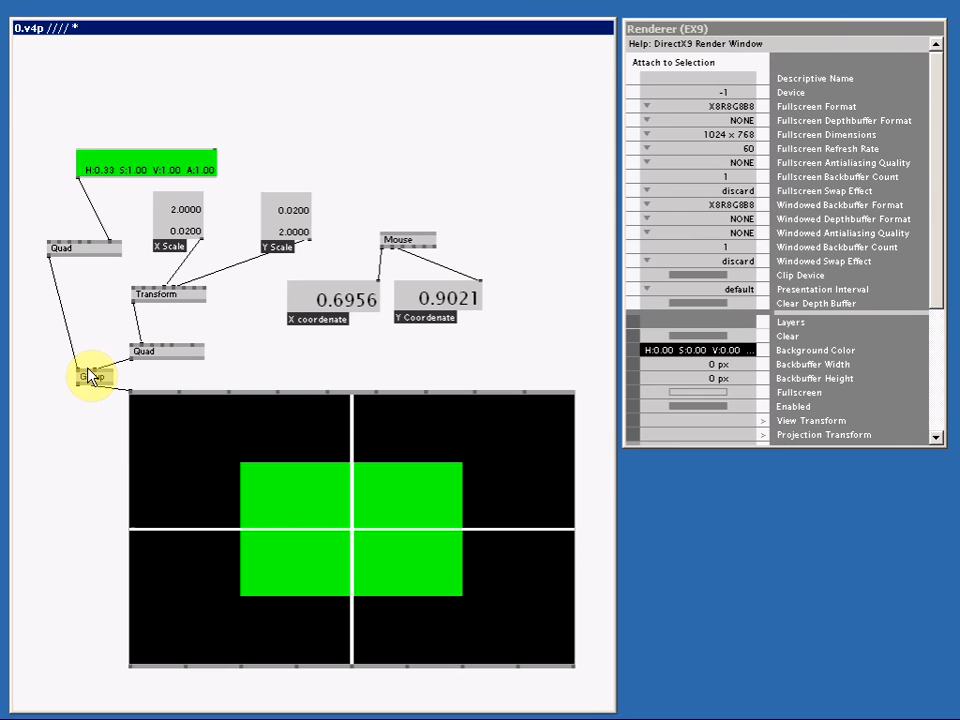 0.v4p //// *
H:0.33 S:1.00 V:1.00 A:1.00
2.0000
0.0200
X Scale
0.0200
2.0000
Y Scale
Quad
Mouse
Transform
0.6956
X coordenate
0.9021
Y Coordenate
Quad
Renderer (EX9)
Help: DirectX9 Render Window
Attach to Selection
Descriptive Name
-1 Device
X8R8G8B8 Fullscreen Format
NONE Fullscreen Depthbuffer Format
1024 x 768 Fullscreen Dimensions
60 Fullscreen Refresh Rate
NONE Fullscreen Antialiasing Quality
1 Fullscreen Backbuffer Count
discard Fullscreen Swap Effect
X8R8G8B8 Windowed Backbuffer Format
NONE Windowed Depthbuffer Format
NONE Windowed Antialiasing Quality
1 Windowed Backbuffer Count
discard Windowed Swap Effect
Clip Device
default Presentation Interval
Clear Depth Buffer
Layers
Clear
H:0.00 S:0.00 V:0.00 ... Background Color
0 px Backbuffer Width
0 px Backbuffer Height
Fullscreen
Enabled
> View Transform
> Projection Transform